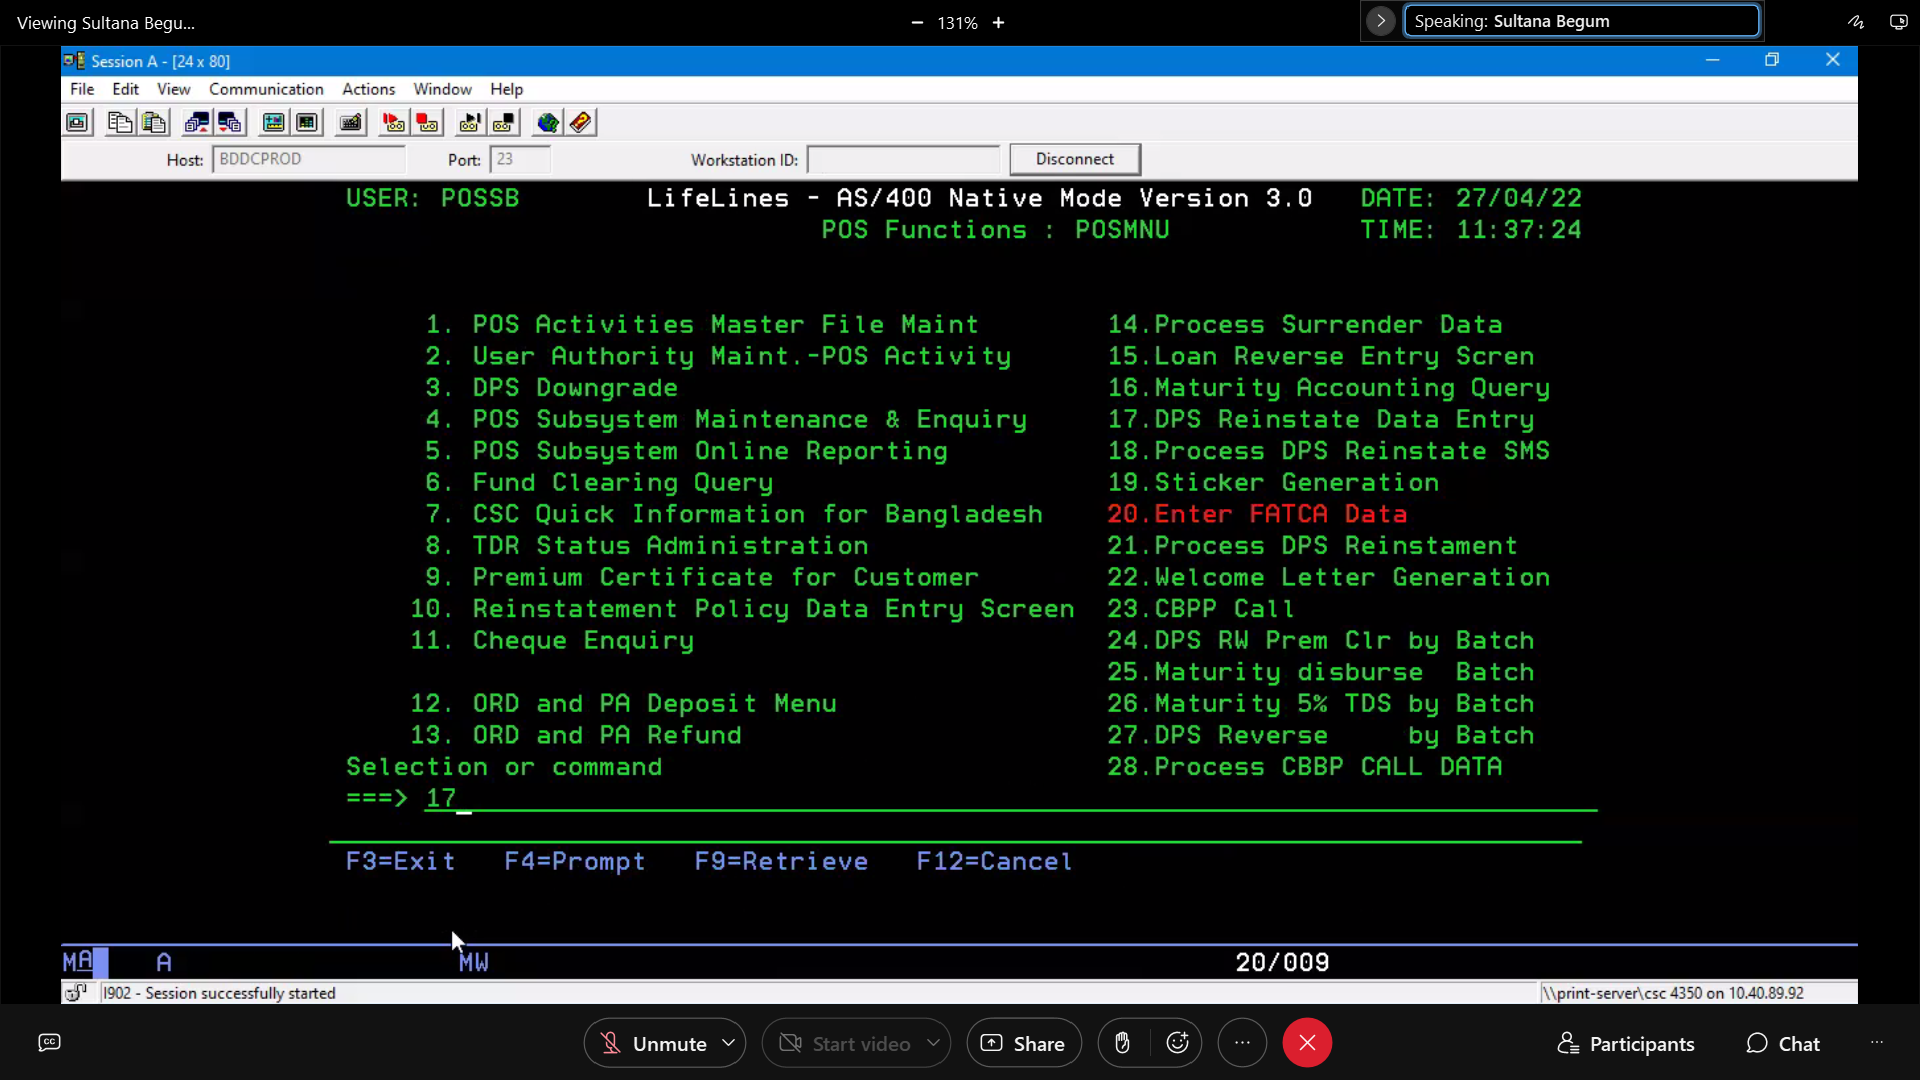 Viewing Sultana Begu...
131%
Speaking: Sultana Begum
Session A - [24 x 80]
File Edit View Communication Actions Window Help
Host: BDDCPROD Port: 23 Workstation ID: Disconnect
USER: POSSB LifeLines - AS/400 Native Mode Version 3.0 DATE: 27/04/22
POS Functions : POSMNU TIME: 11:37:24
1. POS Activities Master File Maint 14.Process Surrender Data
2. User Authority Maint.-POS Activity 15.Loan Reverse Entry Scren
3. DPS Downgrade 16.Maturity Accounting Query
4. POS Subsystem Maintenance & Enquiry 17.DPS Reinstate Data Entry
5. POS Subsystem Online Reporting 18.Process DPS Reinstate SMS
6. Fund Clearing Query 19.Sticker Generation
7. CSC Quick Information for Bangladesh 20.Enter FATCA Data
8. TDR Status Administration 21.Process DPS Reinstament
9. Premium Certificate for Customer 22.Welcome Letter Generation
10. Reinstatement Policy Data Entry Screen 23.CBPP Call
11. Cheque Enquiry 24.DPS RW Prem Clr by Batch
25.Maturity disburse Batch
12. ORD and PA Deposit Menu 26.Maturity 5% TDS by Batch
13. ORD and PA Refund 27.DPS Reverse by Batch
Selection or command 28.Process CBBP CALL DATA
===> 17_
F3=Exit F4=Prompt F9=Retrieve F12=Cancel
MA A MW 20/009
I902 - Session successfully started \\print-server\csc 4350 on 10.40.89.92
CC Unmute Start video Share Participants Chat